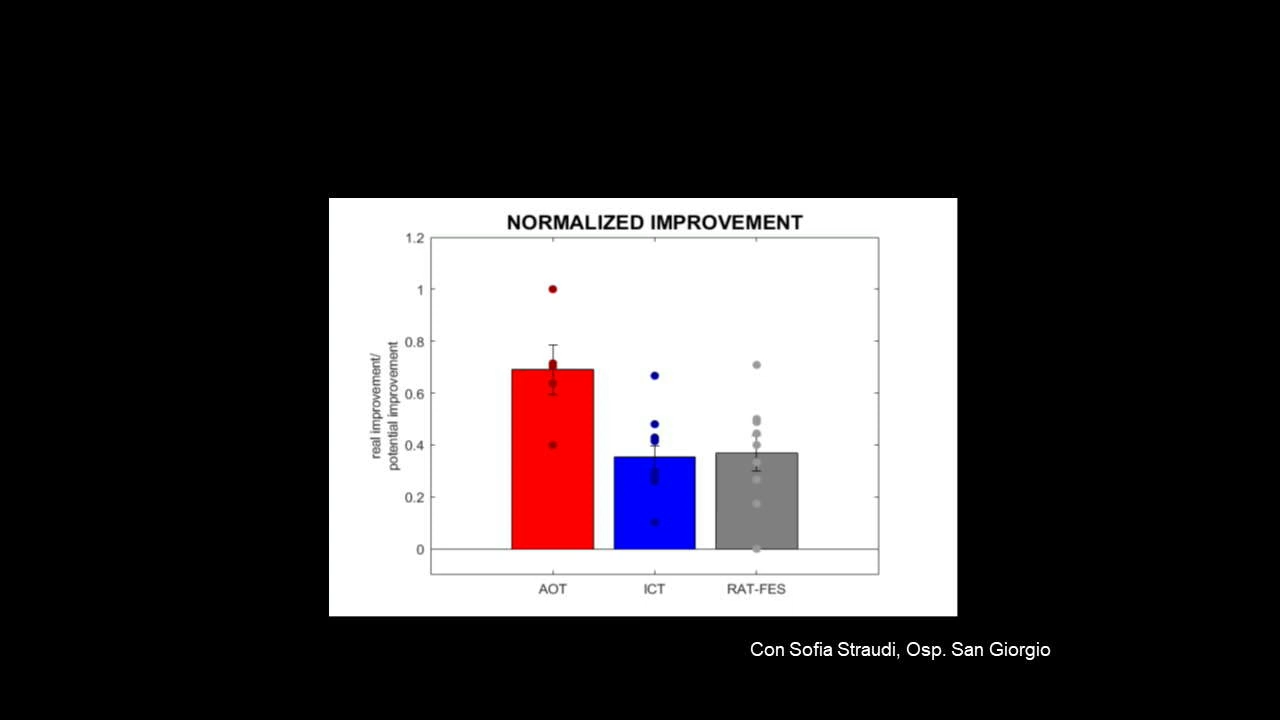 NORMALIZED IMPROVEMENT
1.2
1
0.8
0.6
0.4
0.2
0
real improvement/
potential improvement
AOT ICT RAT-FES
Con Sofia Straudi, Osp. San Giorgio